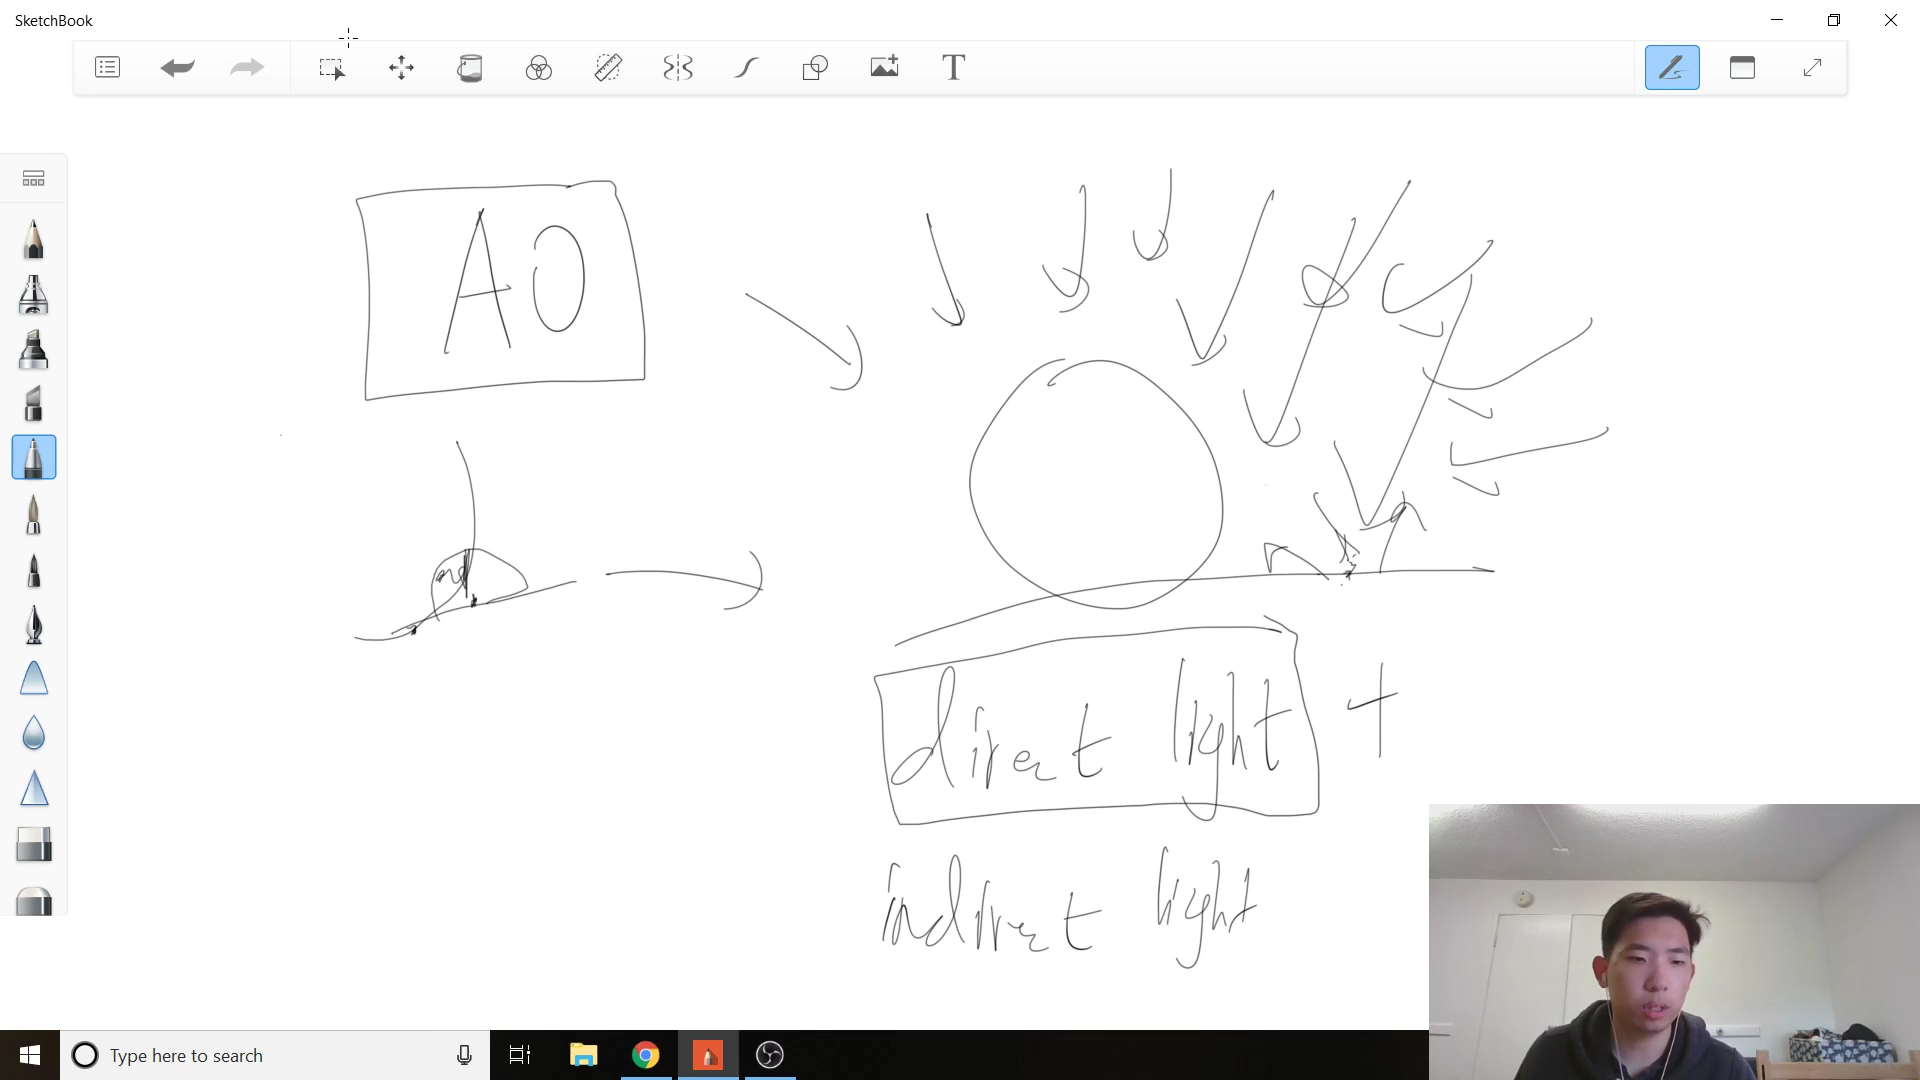 SketchBook
T
AO
direct light +
indirect light
Type here to search